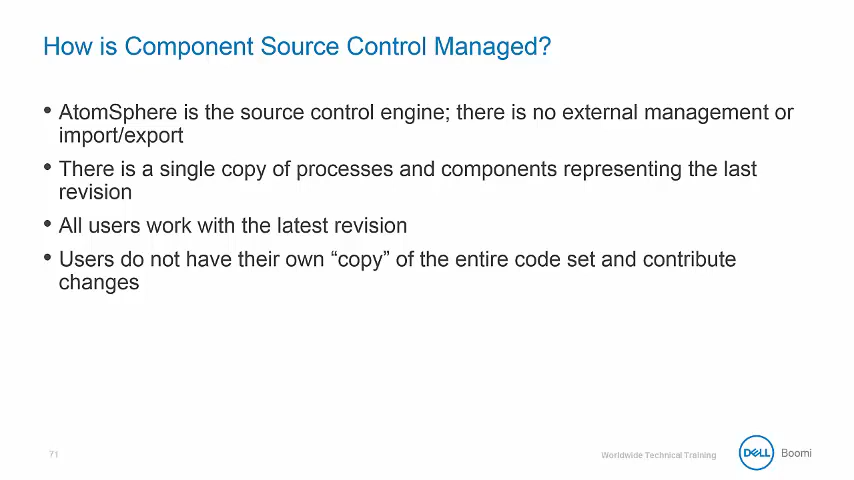 How is Component Source Control Managed?
• AtomSphere is the source control engine; there is no external management or
import/export
• There is a single copy of processes and components representing the last
revision
• All users work with the latest revision
• Users do not have their own “copy” of the entire code set and contribute
changes
71
Worldwide Technical Training
DELL Boomi